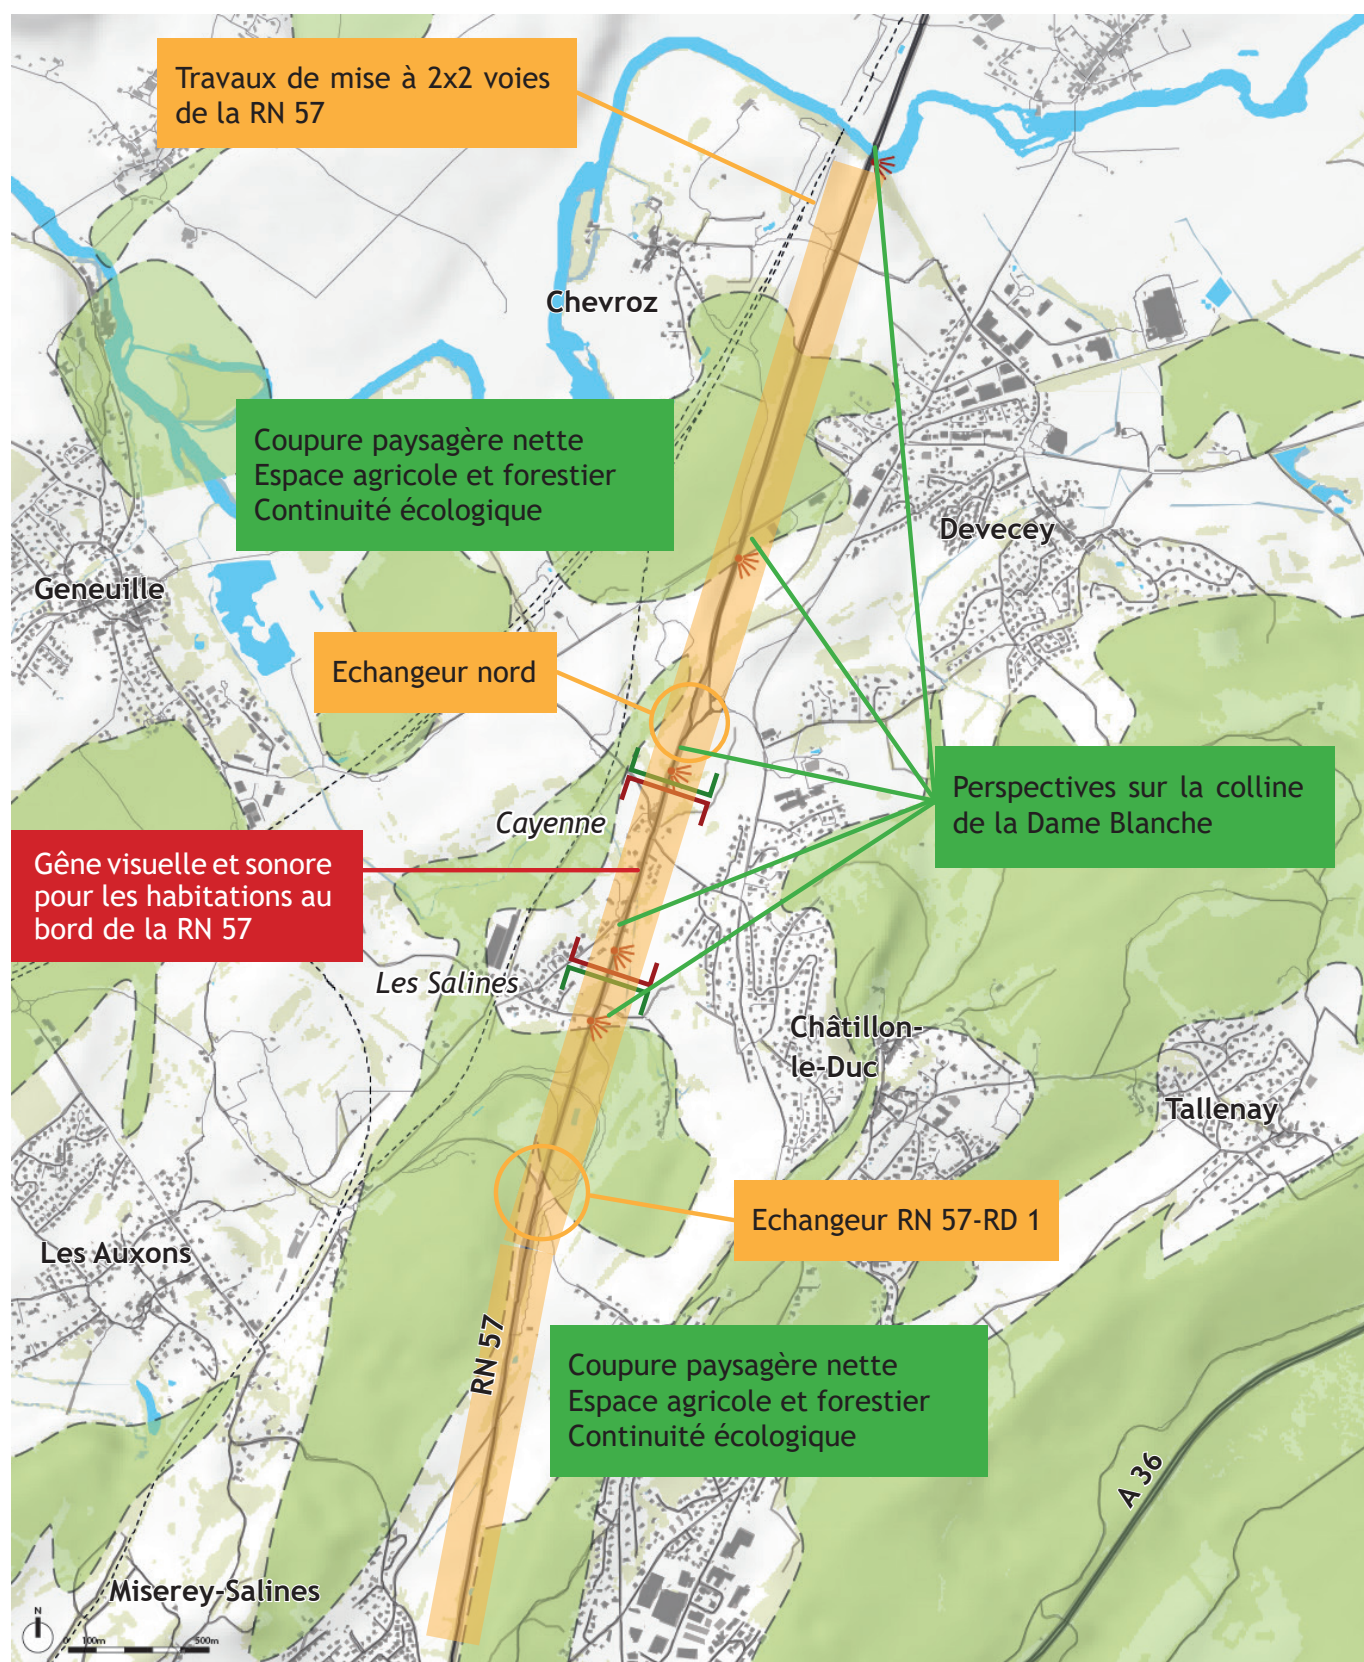 Travaux de mise à 2x2 voies
de la RN 57
Chevroz
Coupure paysagère nette
Espace agricole et forestier
Continuité écologique
Devecey
Geneuille
Echangeur nord
Perspectives sur la colline
de la Dame Blanche
Cayenne
Gêne visuelle et sonore
pour les habitations au
bord de la RN 57
Les Salines
Châtillon-
le-Duc
Tallenay
Echangeur RN 57-RD 1
Les Auxons
RN 57
Coupure paysagère nette
Espace agricole et forestier
Continuité écologique
A 36
Miserey-Salines
N
0 100m 500m